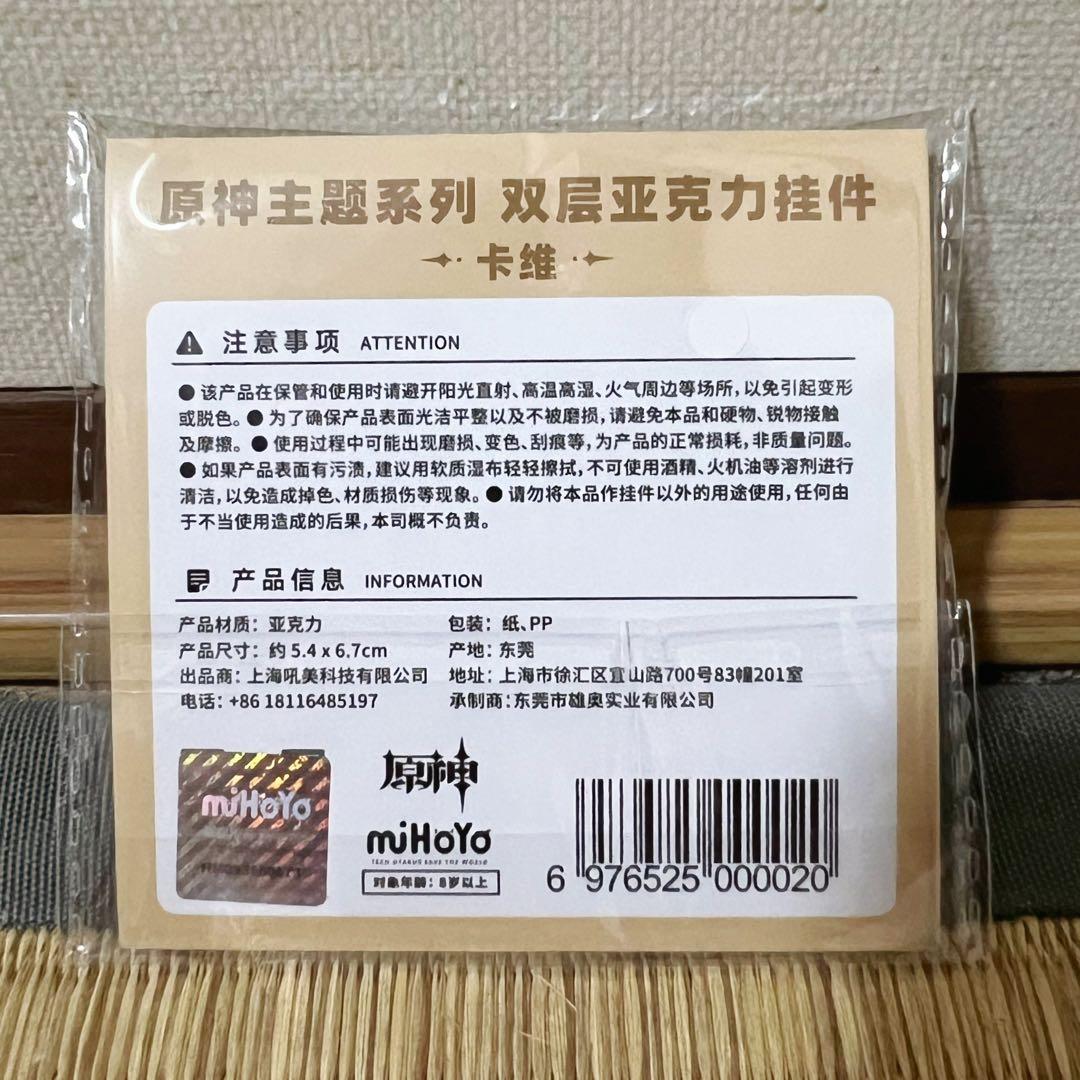 原神主题系列 双层亚克力挂件
卡维
注意事项 ATTENTION
● 该产品在保管和使用时请避开阳光直射、高温高湿、火气周边等场所,以免引起变形
或脱色。● 为了确保产品表面光洁平整以及不被磨损,请避免本品和硬物、锐物接触
及摩擦。● 使用过程中可能出现磨损、变色、刮痕等,为产品的正常损耗,非质量问题。
● 如果产品表面有污渍,建议用软质湿布轻轻擦拭,不可使用酒精、火机油等溶剂进行
清洁,以免造成掉色、材质损伤等现象。● 请勿将本品作挂件以外的用途使用,任何由
于不当使用造成的后果,本司概不负责。
产品信息 INFORMATION
产品材质:亚克力 包装:纸、PP
产品尺寸:约 5.4 x 6.7cm 产地:东莞
出品商:上海吼美科技有限公司 地址:上海市徐汇区宜山路700号83幢201室
电话:+86 18116485197 承制商:东莞市雄奥实业有限公司
miHoYo
原神
miHoYo
TECH OTAKUS SAVE THE WORLD
对象年龄:8岁以上
6 976525 000020